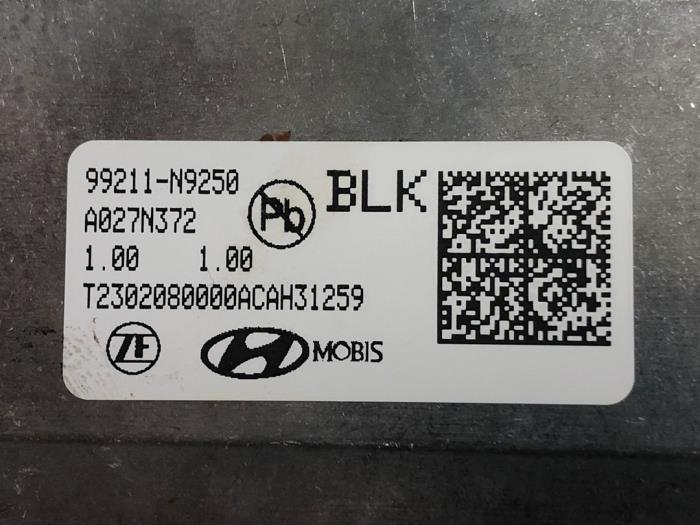 99211-N9250
BLK
A027N372
Pb
1.00 1.00
T2302080000ACAH31259
ZF
MOBIS